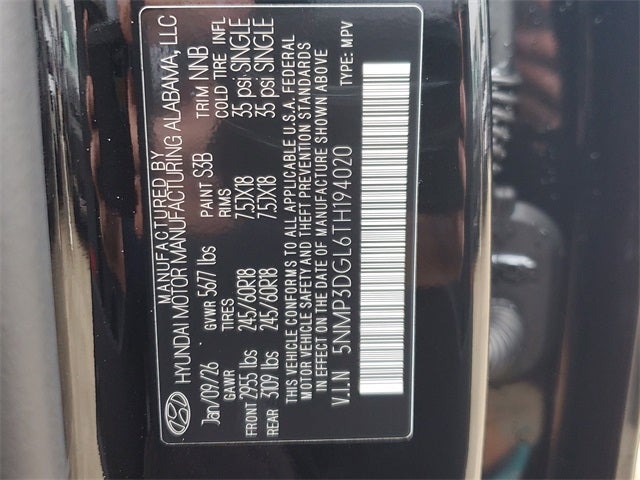 MANUFACTURED BY
HYUNDAI MOTOR MANUFACTURING ALABAMA, LLC
Jan/09/26 GVWR 5677 lbs PAINT S3B TRIM NNB
GAWR TIRES RIMS COLD TIRE INFL
FRONT 2955 lbs 245/60R18 7.5JX18 35 psi SINGLE
REAR 3109 lbs 245/60R18 7.5JX18 35 psi SINGLE
THIS VEHICLE CONFORMS TO ALL APPLICABLE U.S.A. FEDERAL
MOTOR VEHICLE SAFETY AND THEFT PREVENTION STANDARDS
IN EFFECT ON THE DATE OF MANUFACTURE SHOWN ABOVE
V.I.N 5NMP3DGL6TH194020 TYPE: MPV